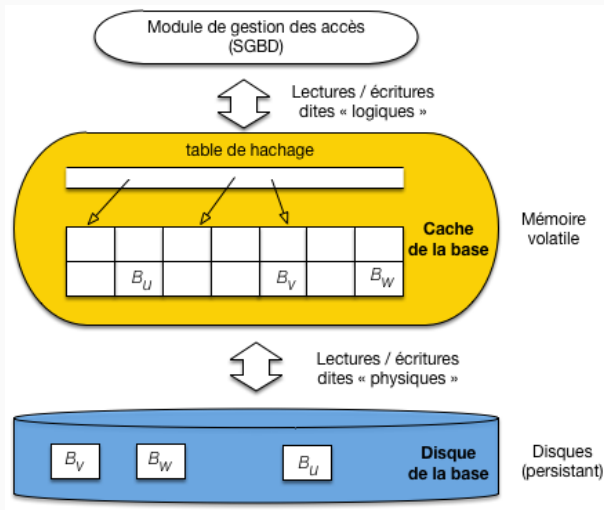 Module de gestion des accès
(SGBD)
Lectures / écritures
dites « logiques »
table de hachage
Cache
de la base
Mémoire
volatile
B_U B_V B_W
Lectures / écritures
dites « physiques »
B_V B_W B_U
Disque
de la base
Disques
(persistant)